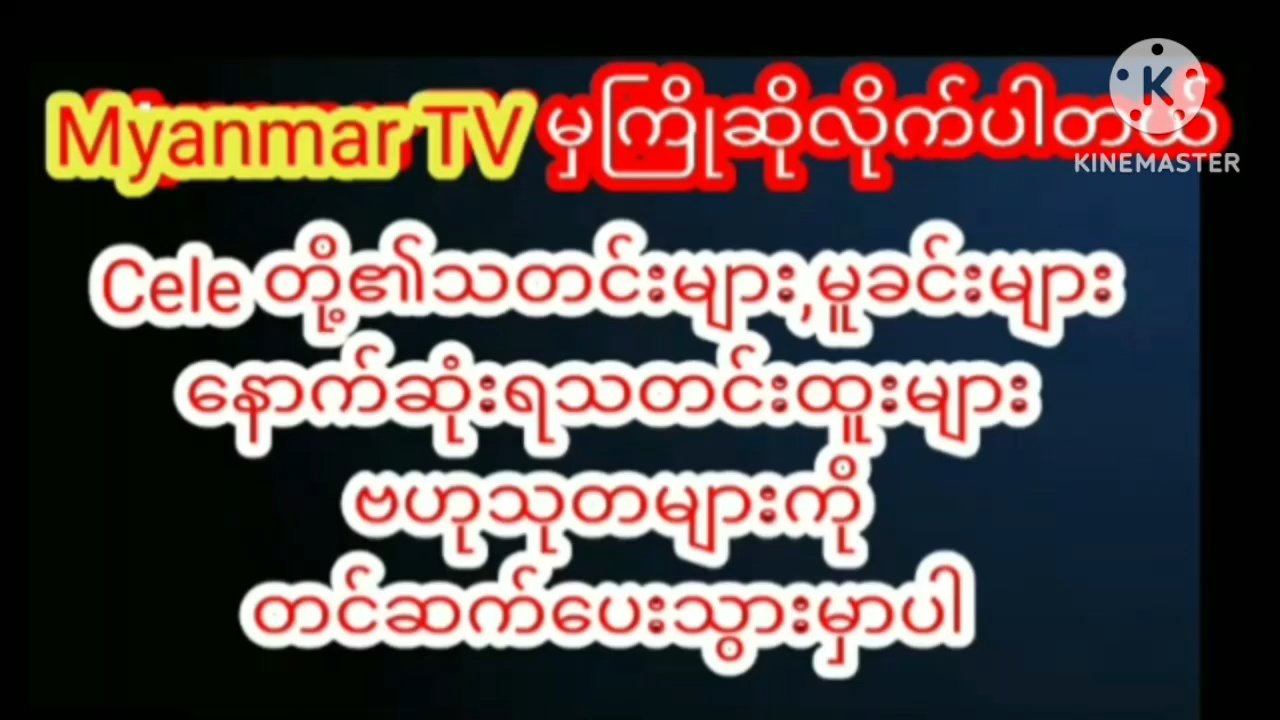 Myanmar TV မှကြိုဆိုလိုက်ပါတယ်
KINEMASTER
Cele တို့၏သတင်းများ,မူခင်းများ
နောက်ဆုံးရသတင်းထူးများ
ဗဟုသုတများကို
တင်ဆက်ပေးသွားမှာပါ